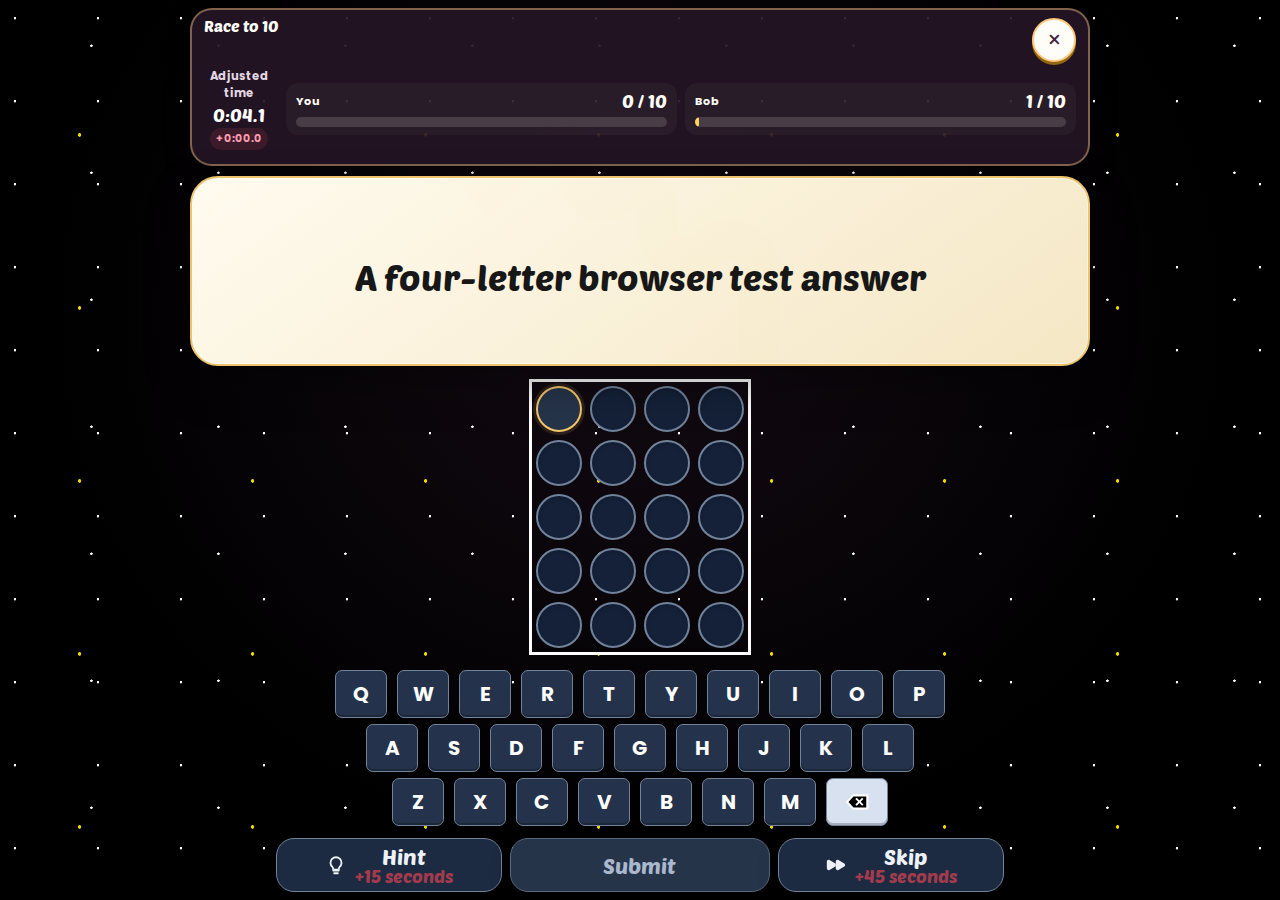 Race to 10
✕
Adjusted time
0:04.1
+0:00.0
You 0 / 10
Bob 1 / 10
A four-letter browser test answer
Q W E R T Y U I O P
A S D F G H J K L
Z X C V B N M
Hint
+15 seconds
Submit
Skip
+45 seconds